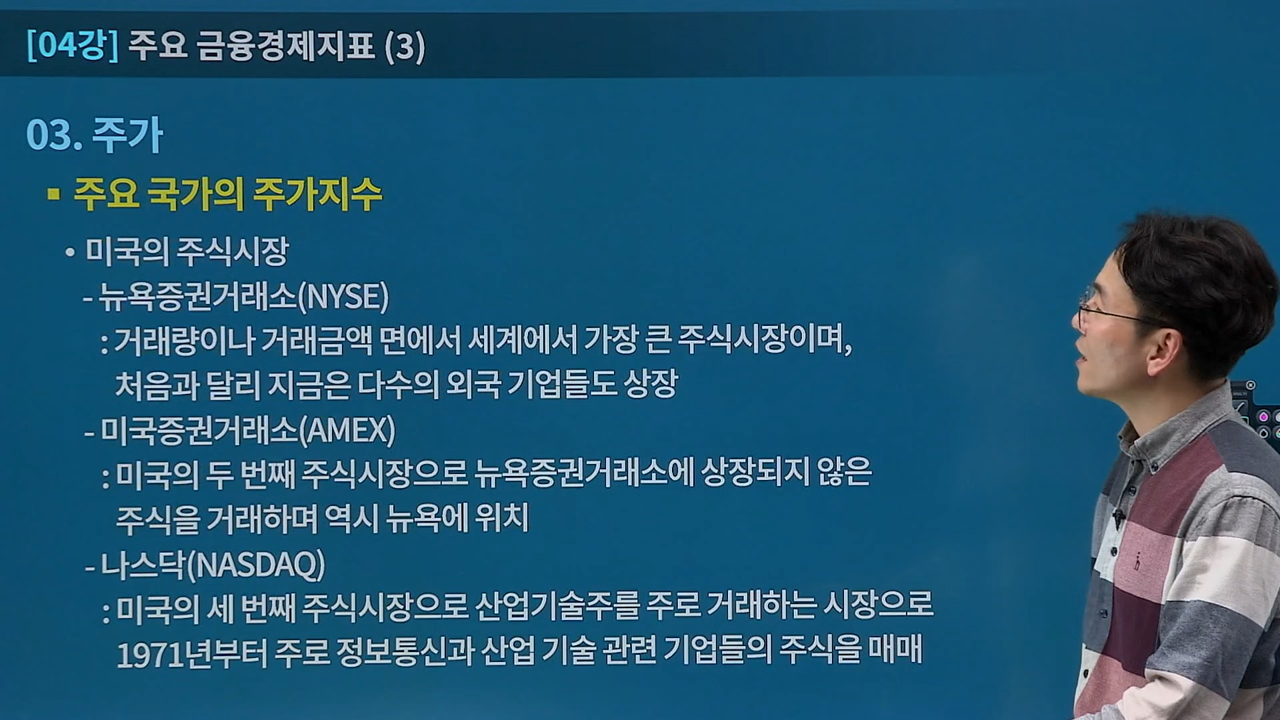 [04강] 주요 금융경제지표 (3)
03. 주가
▪ 주요 국가의 주가지수
• 미국의 주식시장
- 뉴욕증권거래소(NYSE)
: 거래량이나 거래금액 면에서 세계에서 가장 큰 주식시장이며,
처음과 달리 지금은 다수의 외국 기업들도 상장
- 미국증권거래소(AMEX)
: 미국의 두 번째 주식시장으로 뉴욕증권거래소에 상장되지 않은
주식을 거래하며 역시 뉴욕에 위치
- 나스닥(NASDAQ)
: 미국의 세 번째 주식시장으로 산업기술주를 주로 거래하는 시장으로
1971년부터 주로 정보통신과 산업 기술 관련 기업들의 주식을 매매